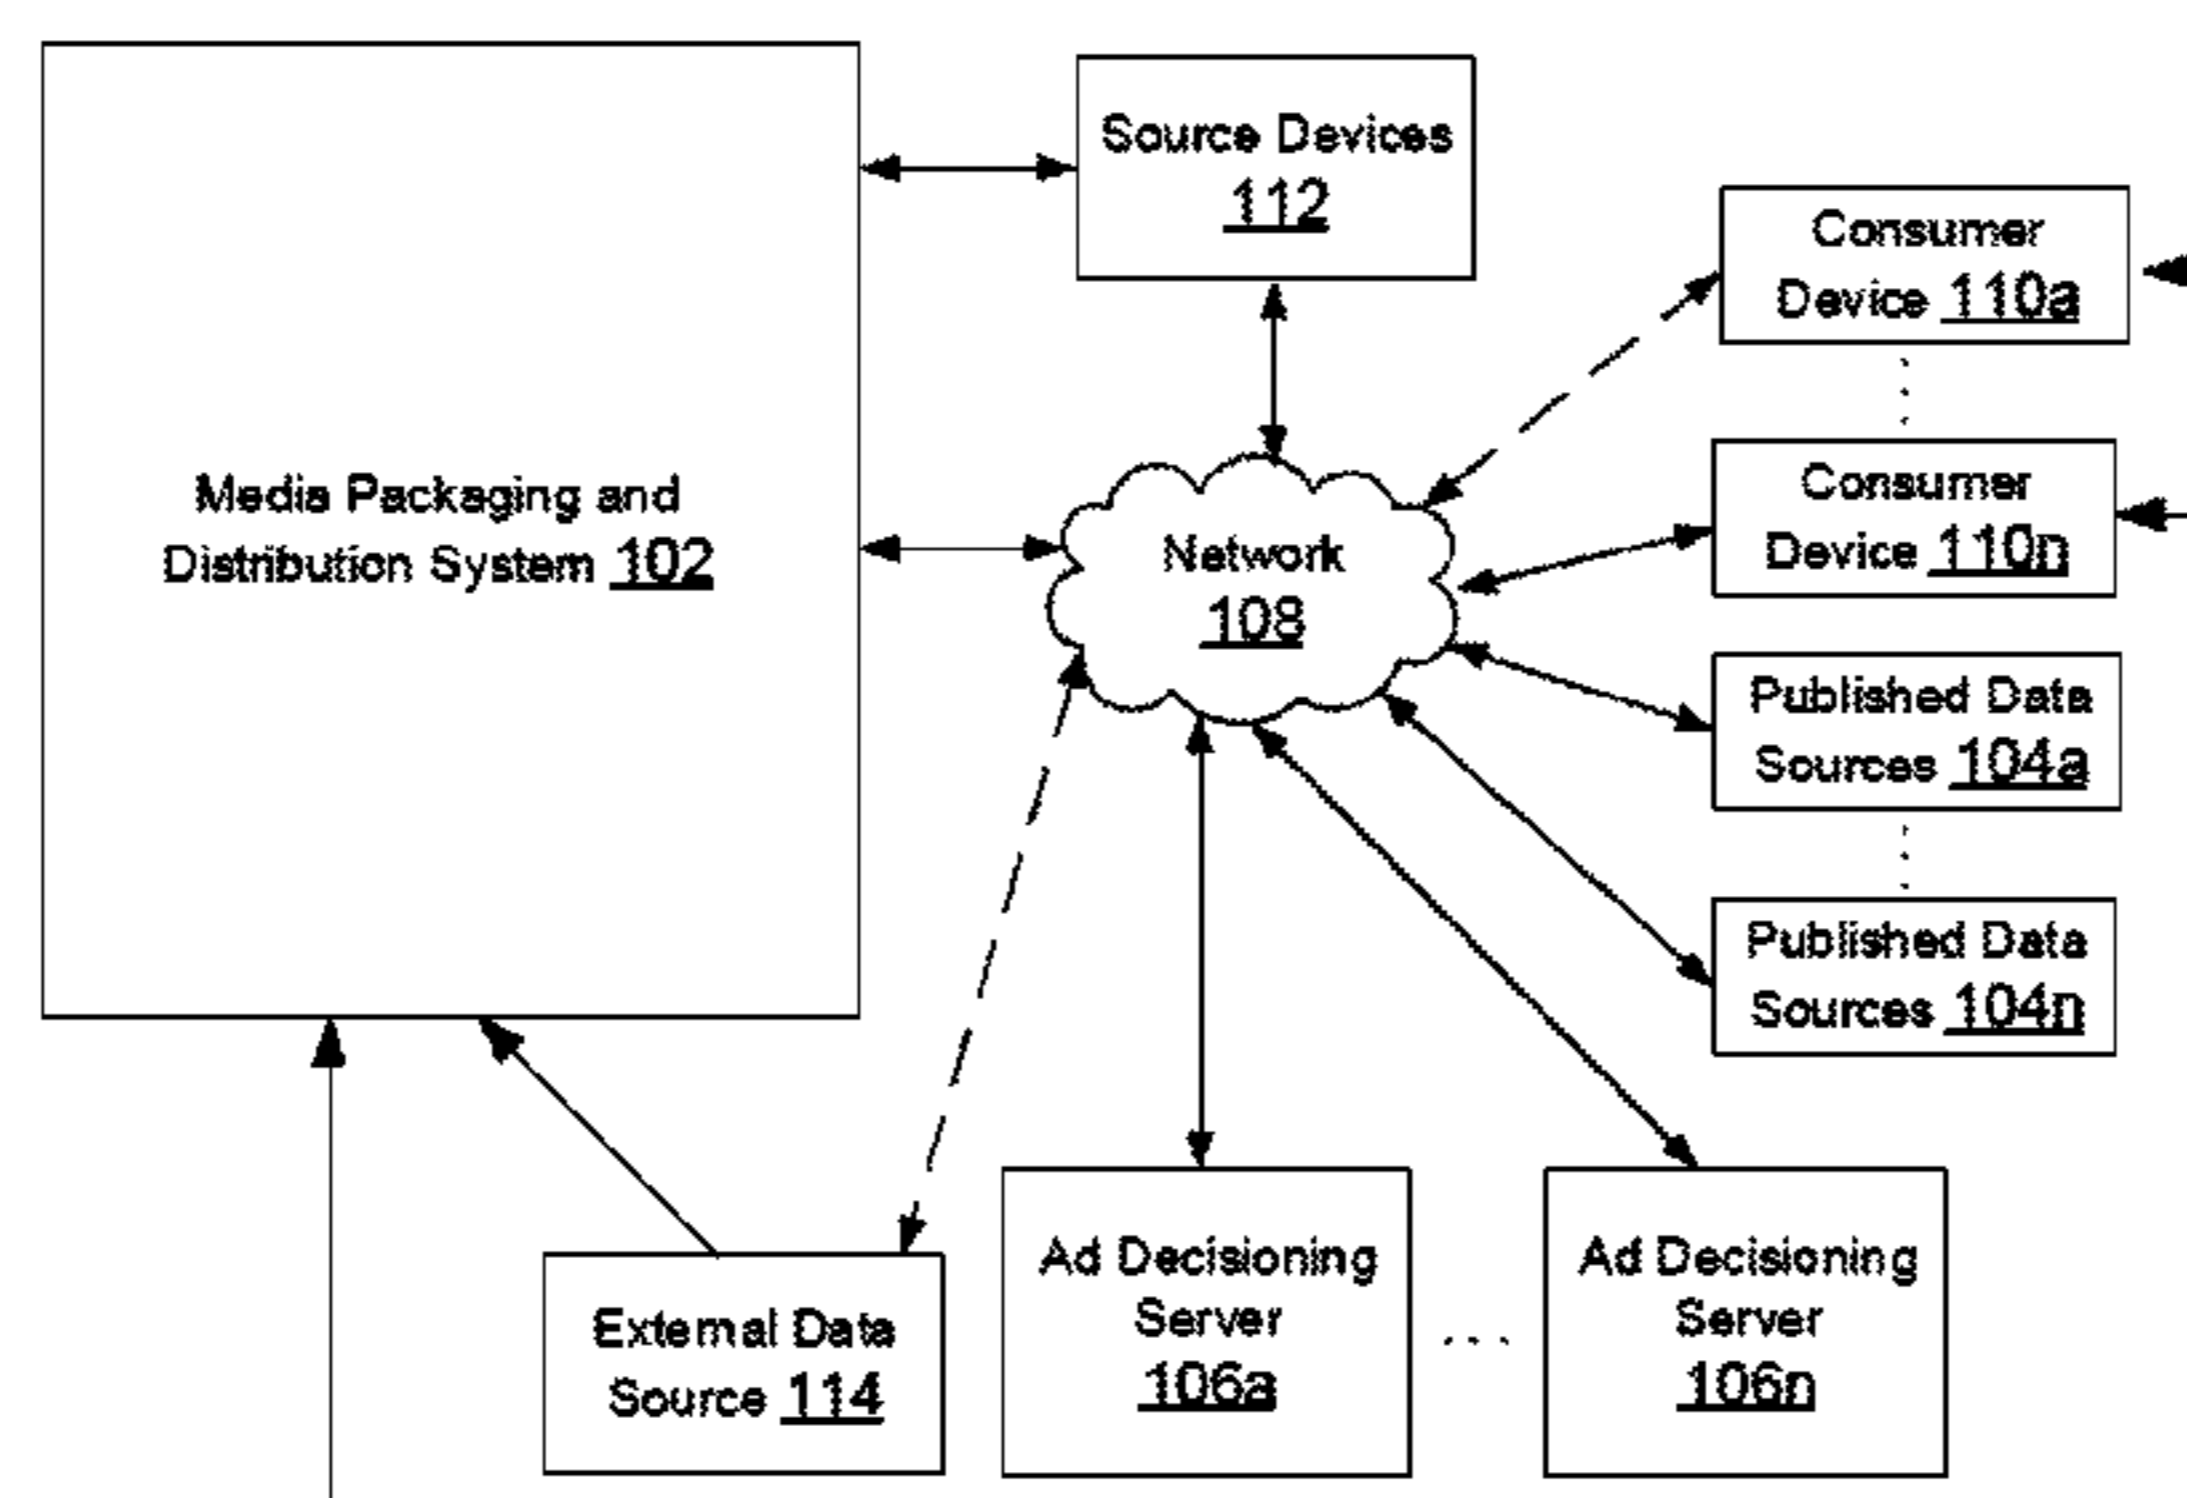 Source Devices
112
Consumer
Device 110a
Media Packaging and
Distribution System 102
Network
108
Consumer
Device 110n
Published Data
Sources 104a
Published Data
Sources 104n
External Data
Source 114
Ad Decisioning
Server
106a
Ad Decisioning
Server
106n